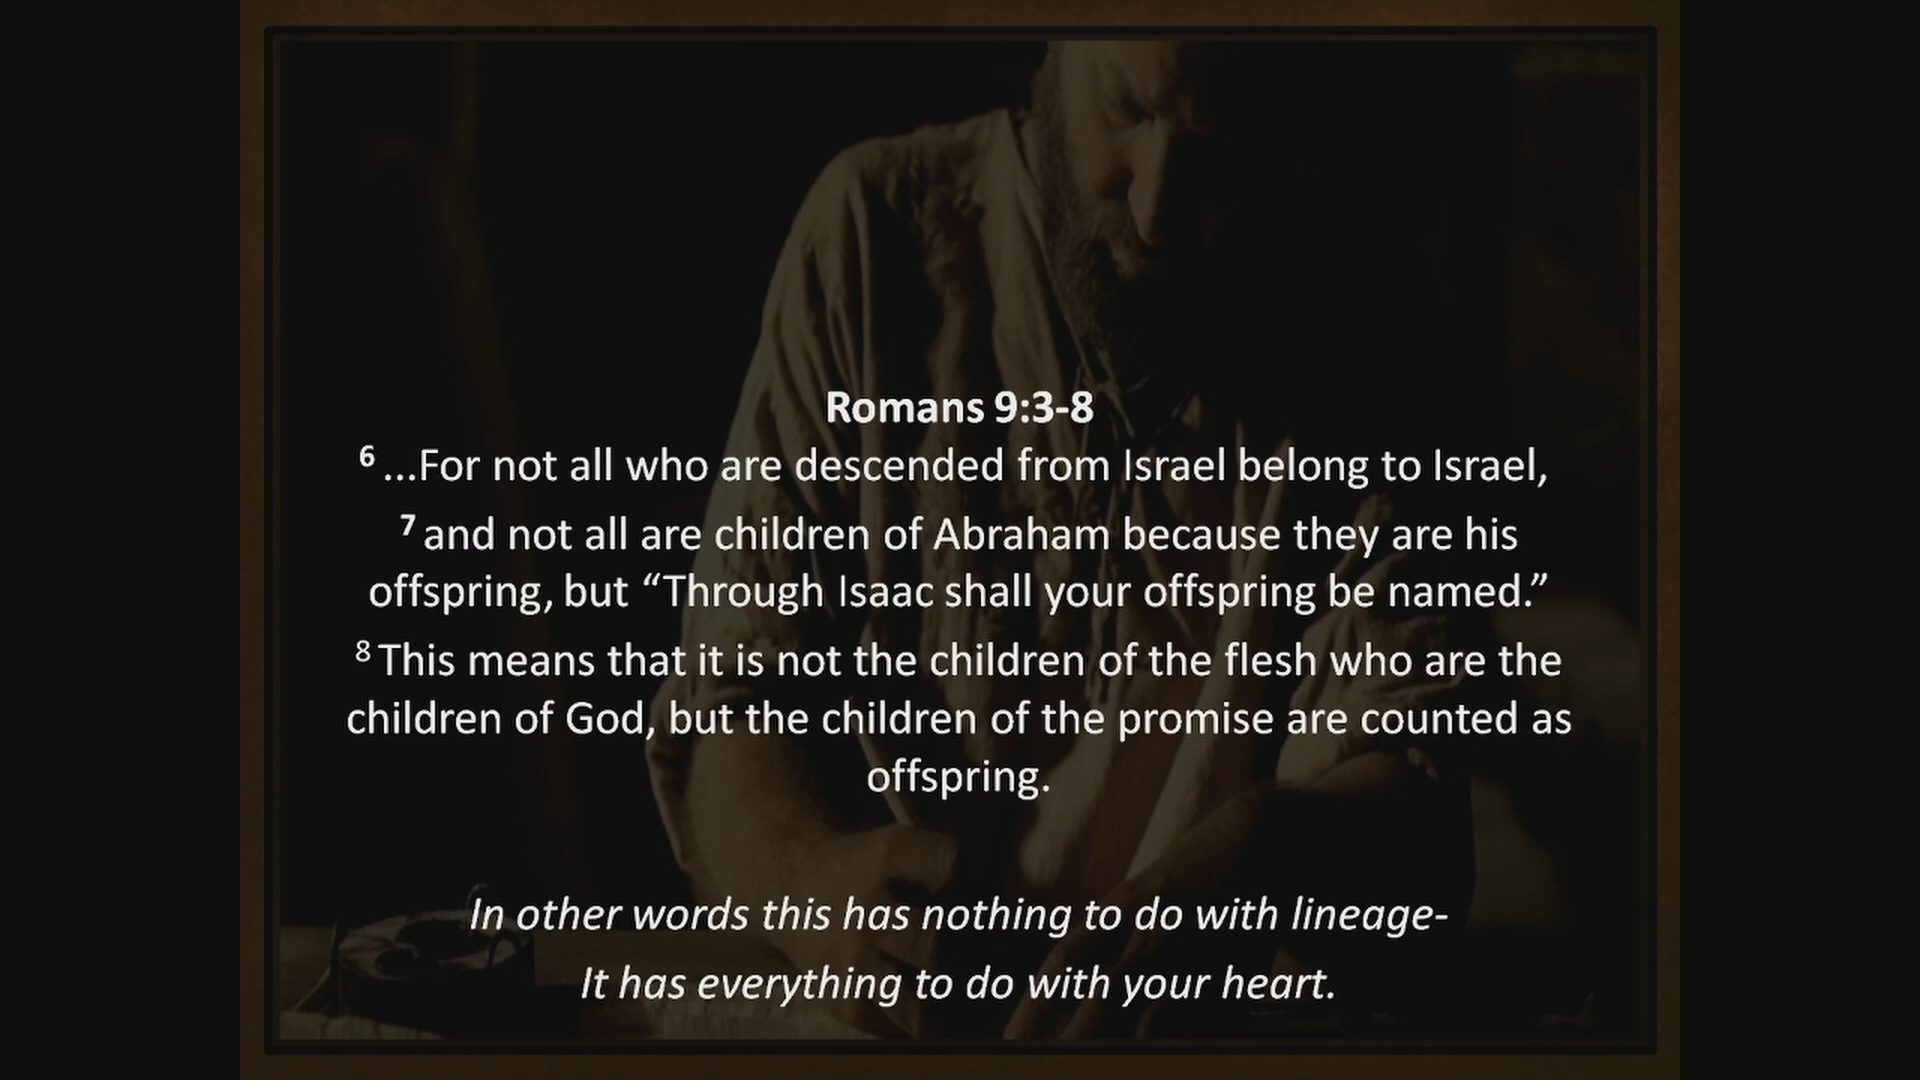 Romans 9:3-8
6 ...For not all who are descended from Israel belong to Israel,
7 and not all are children of Abraham because they are his
offspring, but “Through Isaac shall your offspring be named.”
8 This means that it is not the children of the flesh who are the
children of God, but the children of the promise are counted as
offspring.
In other words this has nothing to do with lineage-
It has everything to do with your heart.